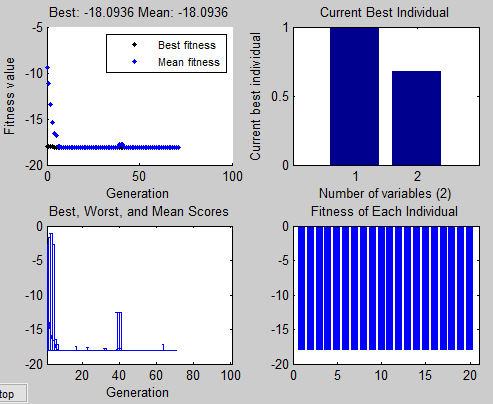 Best: -18.0936 Mean: -18.0936
Fitness value
-5
-10
-15
-20
Best fitness
Mean fitness
0 50 100
Generation
Current Best Individual
Current best individual
1
0.5
0
1 2
Number of variables (2)
Best, Worst, and Mean Scores
0
-5
-10
-15
-20
20 40 60 80 100
Generation
Fitness of Each Individual
0
-5
-10
-15
-20
0 5 10 15 20
top